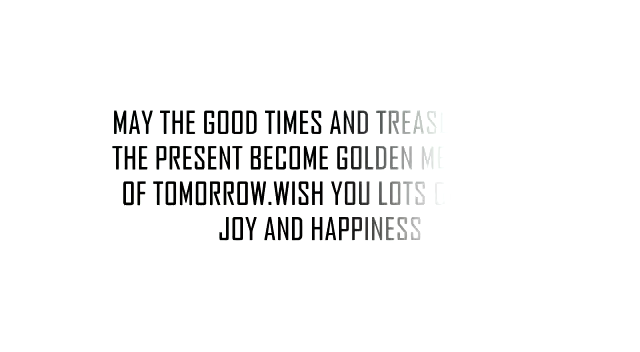 MAY THE GOOD TIMES AND
THE PRESENT BECOME GOLDEN
OF TOMORROW.WISH YOU LOTS
JOY AND HAPPINESS